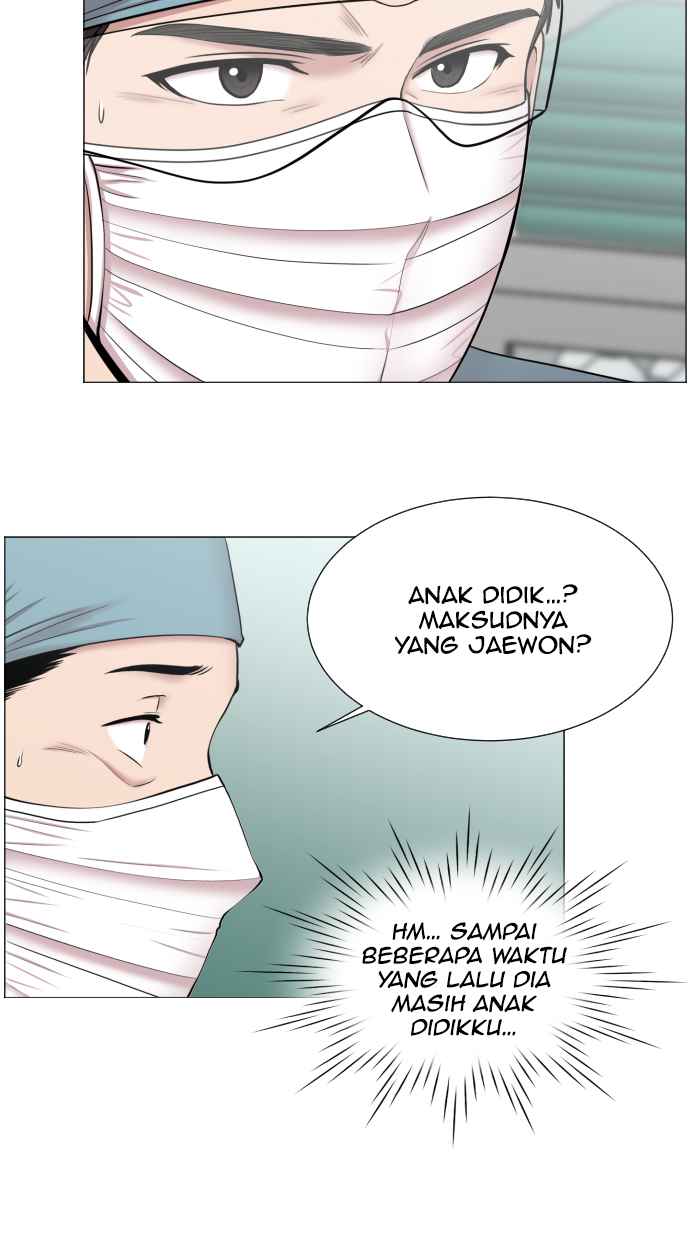 ANAK DIDIK...?
MAKSUDNYA
YANG JAEWON?
HM... SAMPAI
BEBERAPA WAKTU
YANG LALU DIA
MASIH ANAK
DIDIKKU...